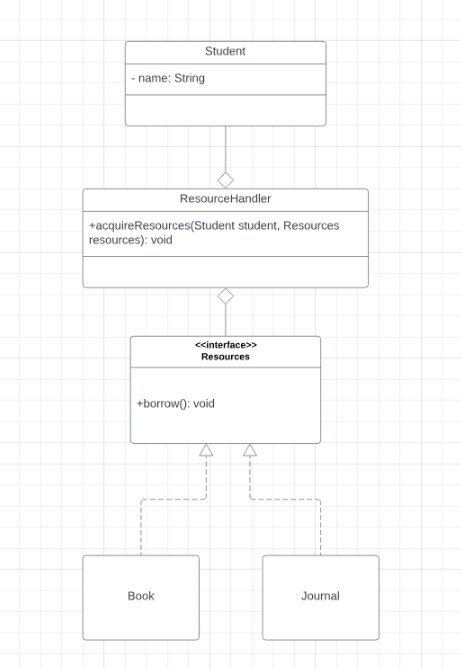 Student
- name: String
ResourceHandler
+acquireResources(Student student, Resources
resources): void
<<interface>>
Resources
+borrow(): void
Book
Journal